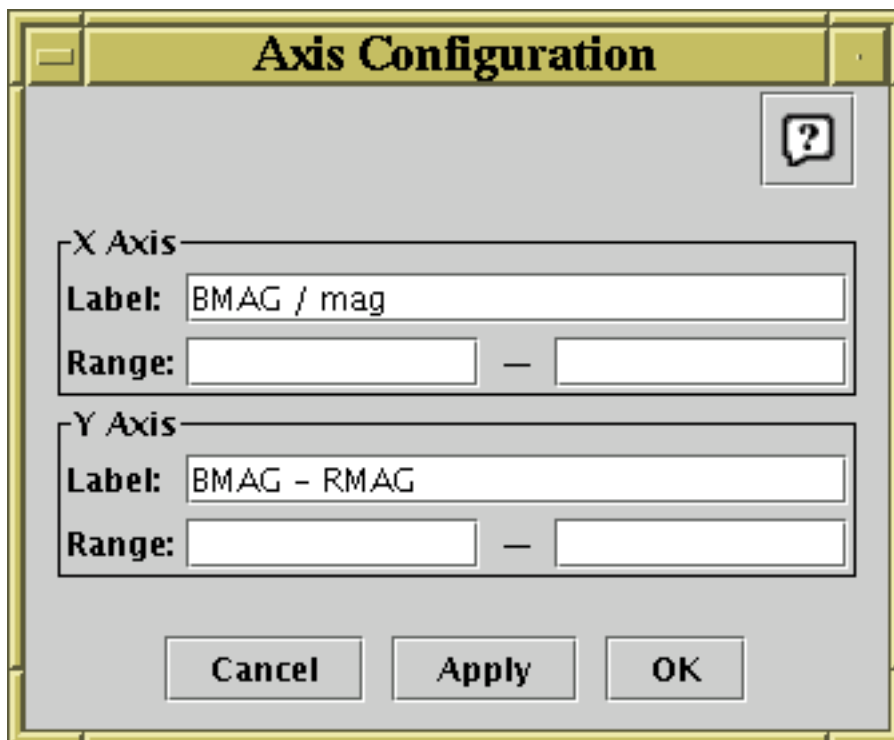 Axis Configuration
?
X Axis
Label: BMAG / mag
Range: –
Y Axis
Label: BMAG - RMAG
Range: –
Cancel Apply OK